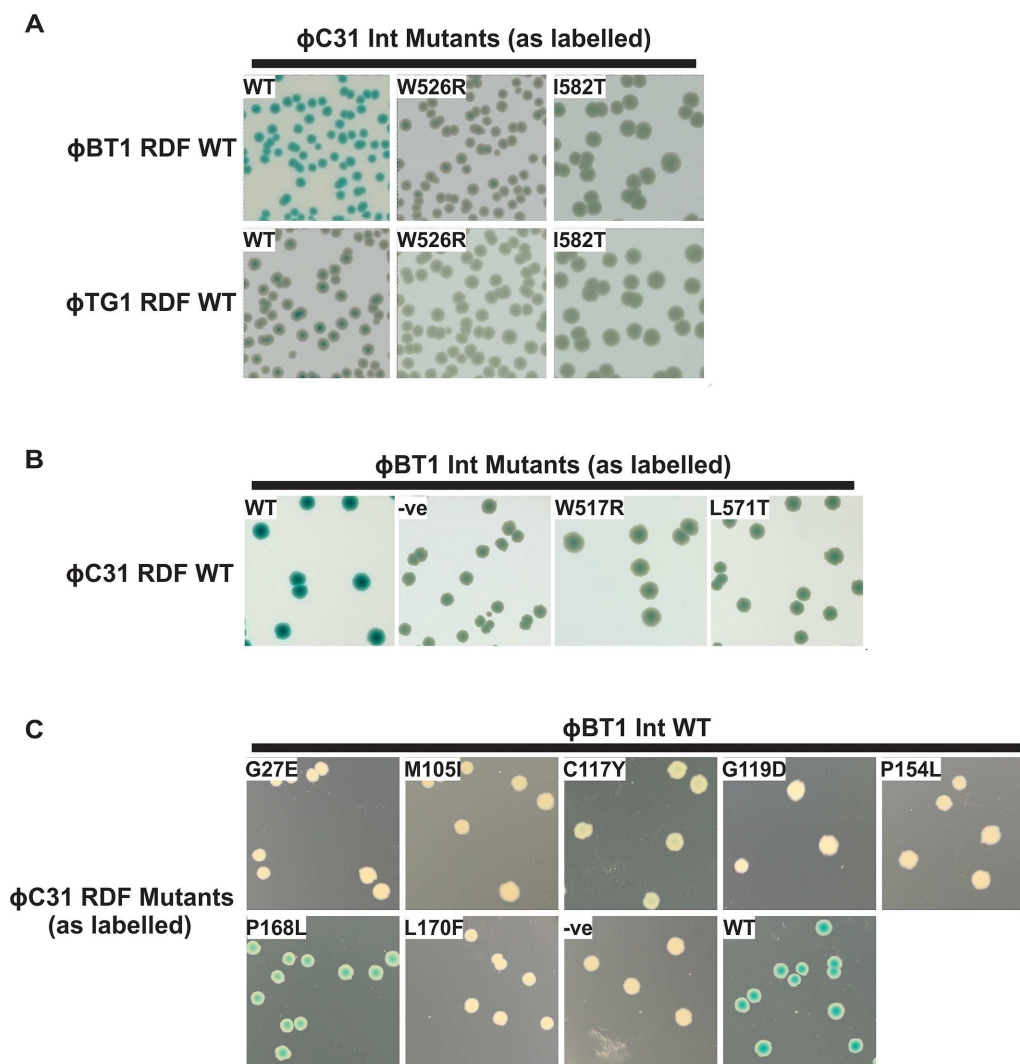 A
ϕC31 Int Mutants (as labelled)
WT W526R I582T
ϕBT1 RDF WT
WT W526R I582T
ϕTG1 RDF WT
B
ϕBT1 Int Mutants (as labelled)
WT -ve W517R L571T
ϕC31 RDF WT
C
ϕBT1 Int WT
G27E M105I C117Y G119D P154L
ϕC31 RDF Mutants
(as labelled)
P168L L170F -ve WT